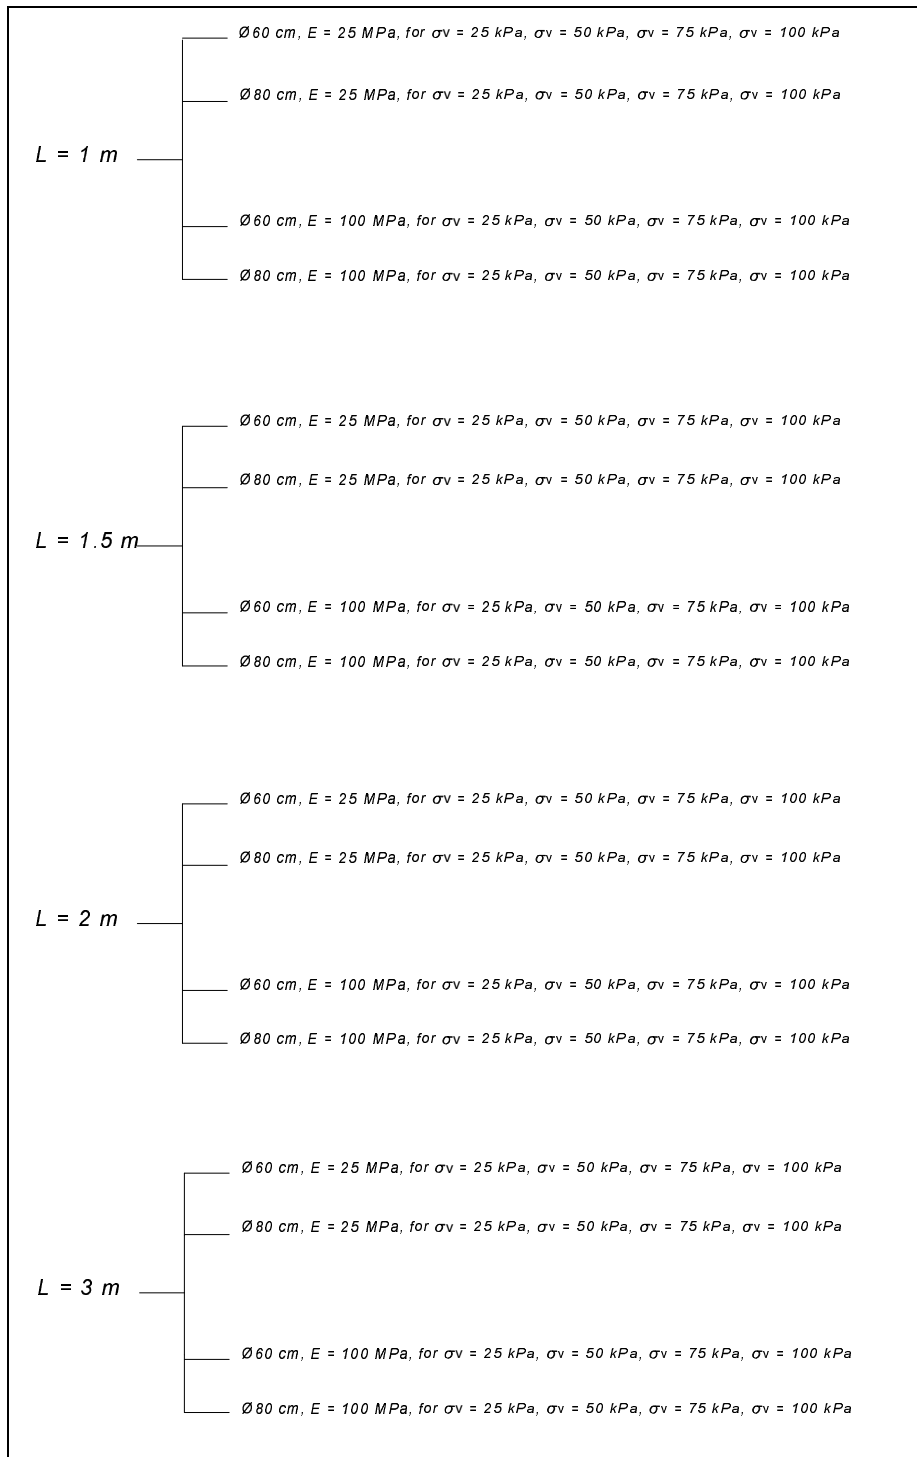 Ø60 cm, E = 25 MPa, for σv = 25 kPa, σv = 50 kPa, σv = 75 kPa, σv = 100 kPa
Ø80 cm, E = 25 MPa, for σv = 25 kPa, σv = 50 kPa, σv = 75 kPa, σv = 100 kPa
L = 1 m
Ø60 cm, E = 100 MPa, for σv = 25 kPa, σv = 50 kPa, σv = 75 kPa, σv = 100 kPa
Ø80 cm, E = 100 MPa, for σv = 25 kPa, σv = 50 kPa, σv = 75 kPa, σv = 100 kPa
Ø60 cm, E = 25 MPa, for σv = 25 kPa, σv = 50 kPa, σv = 75 kPa, σv = 100 kPa
Ø80 cm, E = 25 MPa, for σv = 25 kPa, σv = 50 kPa, σv = 75 kPa, σv = 100 kPa
L = 1.5 m
Ø60 cm, E = 100 MPa, for σv = 25 kPa, σv = 50 kPa, σv = 75 kPa, σv = 100 kPa
Ø80 cm, E = 100 MPa, for σv = 25 kPa, σv = 50 kPa, σv = 75 kPa, σv = 100 kPa
Ø60 cm, E = 25 MPa, for σv = 25 kPa, σv = 50 kPa, σv = 75 kPa, σv = 100 kPa
Ø80 cm, E = 25 MPa, for σv = 25 kPa, σv = 50 kPa, σv = 75 kPa, σv = 100 kPa
L = 2 m
Ø60 cm, E = 100 MPa, for σv = 25 kPa, σv = 50 kPa, σv = 75 kPa, σv = 100 kPa
Ø80 cm, E = 100 MPa, for σv = 25 kPa, σv = 50 kPa, σv = 75 kPa, σv = 100 kPa
Ø60 cm, E = 25 MPa, for σv = 25 kPa, σv = 50 kPa, σv = 75 kPa, σv = 100 kPa
Ø80 cm, E = 25 MPa, for σv = 25 kPa, σv = 50 kPa, σv = 75 kPa, σv = 100 kPa
L = 3 m
Ø60 cm, E = 100 MPa, for σv = 25 kPa, σv = 50 kPa, σv = 75 kPa, σv = 100 kPa
Ø80 cm, E = 100 MPa, for σv = 25 kPa, σv = 50 kPa, σv = 75 kPa, σv = 100 kPa